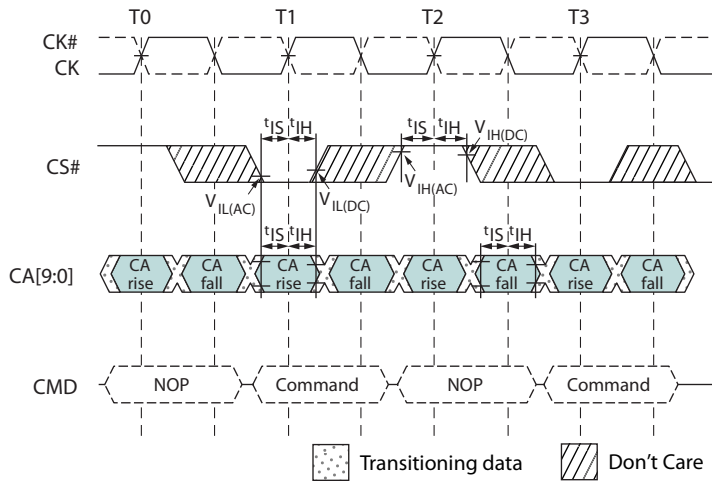 T0 T1 T2 T3
CK#
CK
tIS tIH tIS tIH
VIH(DC)
CS#
VIL(AC) VIL(DC) VIH(AC)
tIS tIH tIS tIH
CA[9:0]
CA rise
CA fall
CA rise
CA fall
CA rise
CA fall
CA rise
CA fall
CMD NOP Command NOP Command
Transitioning data Don't Care